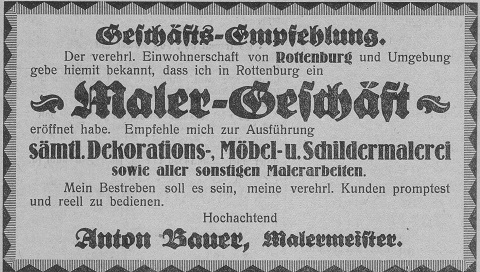 Geschäfts-Empfehlung.
Der verehrl. Einwohnerschaft von Rottenburg und Umgebung
gebe hiemit bekannt, dass ich in Rottenburg ein
Maler-Geschäft
eröffnet habe. Empfehle mich zur Ausführung
sämtl. Dekorations-, Möbel- u. Schildermalerei
sowie aller sonstigen Malerarbeiten.
Mein Bestreben soll es sein, meine verehrl. Kunden promptest
und reell zu bedienen.
Hochachtend
Anton Bauer, Malermeister.